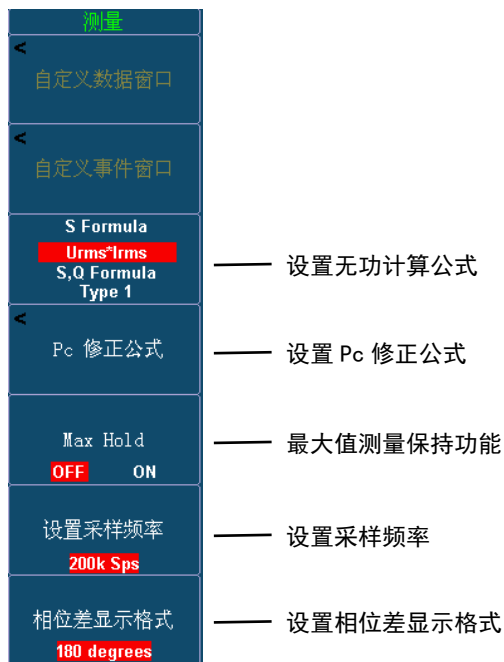 测量
<
自定义数据窗口
<
自定义事件窗口
S Formula
Urms*Irms
S,Q Formula
Type 1
设置无功计算公式
<
Pc 修正公式
设置 Pc 修正公式
Max Hold
OFF ON
最大值测量保持功能
设置采样频率
200k Sps
设置采样频率
相位差显示格式
180 degrees
设置相位差显示格式